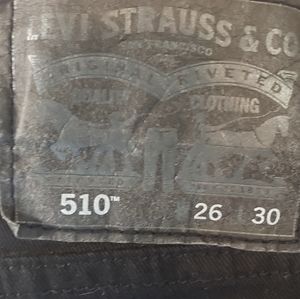 LEVI STRAUSS & CO
SAN FRANCISCO
ORIGINAL RIVETED
QUALITY CLOTHING
510™ 26 30